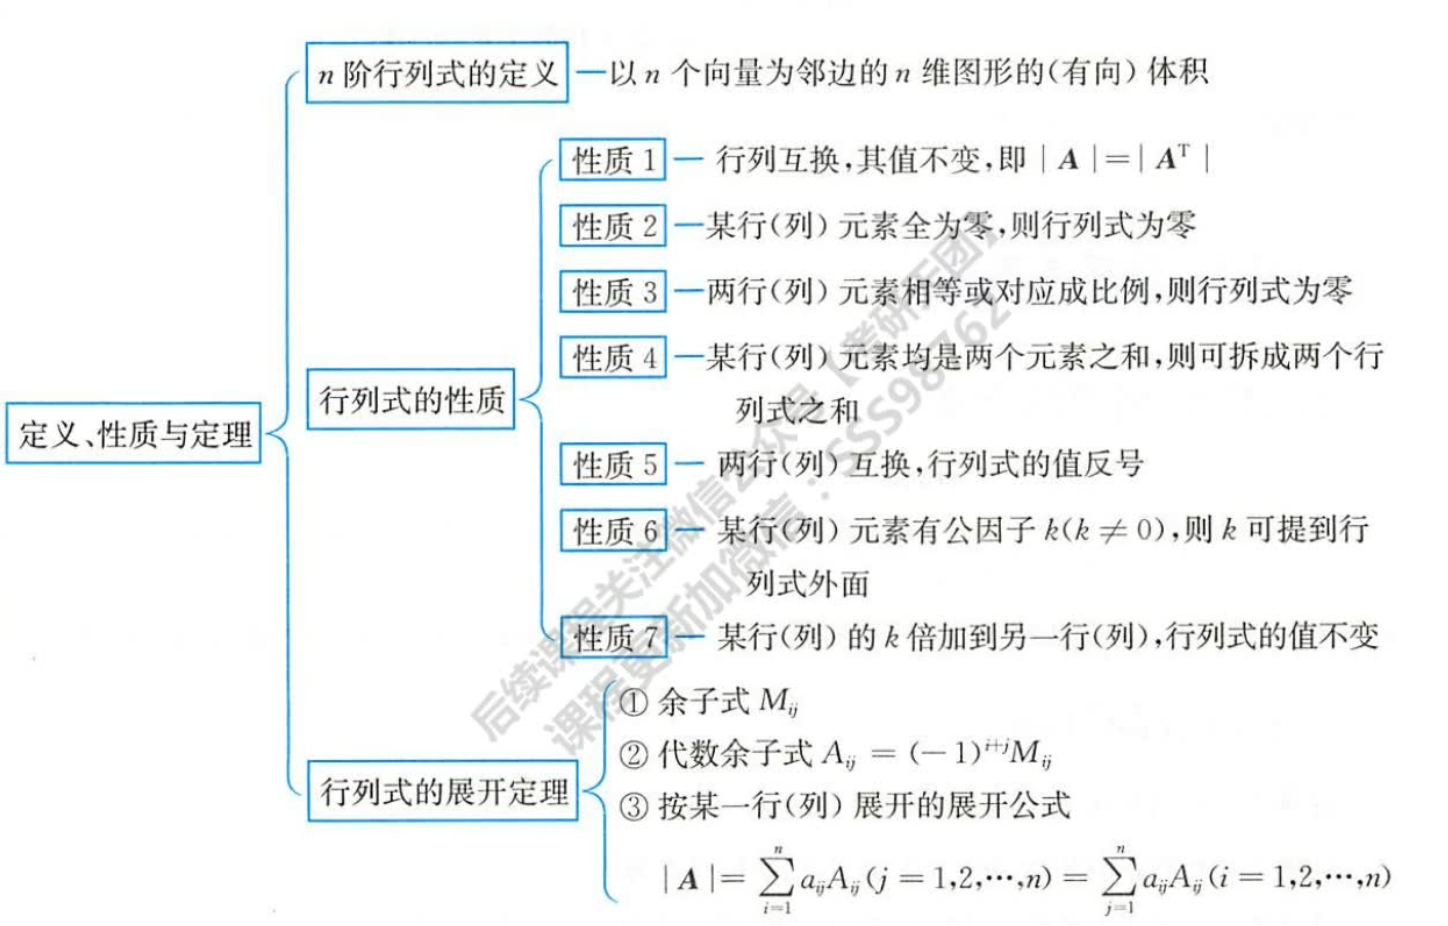 n 阶行列式的定义 — 以 n 个向量为邻边的 n 维图形的(有向) 体积
性质 1 — 行列互换,其值不变,即 | A |=| Aᵀ |
性质 2 — 某行(列) 元素全为零,则行列式为零
性质 3 — 两行(列) 元素相等或对应成比例,则行列式为零
性质 4 — 某行(列) 元素均是两个元素之和,则可拆成两个行
列式之和
行列式的性质
定义、性质与定理
性质 5 — 两行(列) 互换,行列式的值反号
性质 6 — 某行(列) 元素有公因子 k(k ≠ 0),则 k 可提到行
列式外面
性质 7 — 某行(列) 的 k 倍加到另一行(列),行列式的值不变
行列式的展开定理
① 余子式 M_{ij}
② 代数余子式 A_{ij} = (−1)^{i+j}M_{ij}
③ 按某一行(列) 展开的展开公式
| A |= \sum_{i=1}^{n} a_{ij}A_{ij} (j = 1,2,⋯,n) = \sum_{j=1}^{n} a_{ij}A_{ij} (i = 1,2,⋯,n)
后续课程关注微信公众号【考研 团】
课程更新加微信：SSS98762